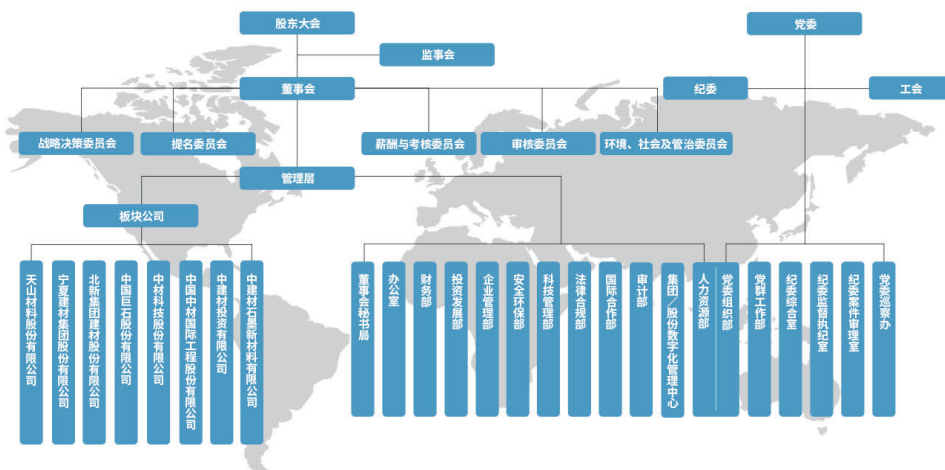 股东大会
党委
监事会
董事会
纪委
工会
战略决策委员会
提名委员会
薪酬与考核委员会
审核委员会
环境、社会及管治委员会
管理层
板块公司
天山材料股份有限公司
宁夏建材集团股份有限公司
北新集团建材股份有限公司
中国巨石股份有限公司
中材科技股份有限公司
中国中材国际工程股份有限公司
中建材投资有限公司
中建材石墨新材料有限公司
董事会秘书局
办公室
财务部
投资发展部
企业管理部
安全环保部
科技管理部
法律合规部
国际合作部
审计部
集团／股份数字化管理中心
人力资源部
党委组织部
党群工作部
纪委综合室
纪委监督执纪室
纪委案件审理室
党委巡察办